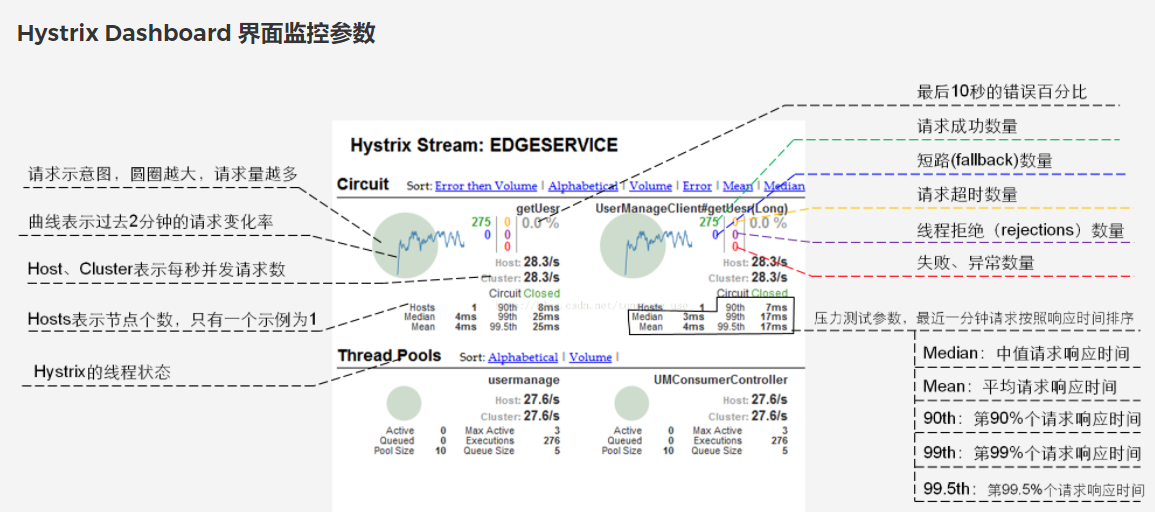 Hystrix Dashboard 界面监控参数
最后10秒的错误百分比
请求成功数量
短路(fallback)数量
请求超时数量
线程拒绝（rejections）数量
失败、异常数量
请求示意图，圆圈越大，请求量越多
曲线表示过去2分钟的请求变化率
Host、Cluster表示每秒并发请求数
Hosts表示节点个数，只有一个示例为1
Hystrix的线程状态
Hystrix Stream: EDGESERVICE
Circuit Sort: Error then Volume | Alphabetical | Volume | Error | Mean | Median
getUesr
275 0 0.0 %
0 0
0
Host: 28.3/s
Cluster: 28.3/s
Circuit Closed
Hosts 1 90th 8ms
Median 4ms 99th 25ms
Mean 4ms 99.5th 25ms
UserManageClient#getUesr(Long)
275 0 0.0 %
0 0
0
Host: 28.3/s
Cluster: 28.3/s
Circuit Closed
Hosts 1 90th 7ms
Median 3ms 99th 17ms
Mean 4ms 99.5th 17ms
Thread Pools Sort: Alphabetical | Volume |
usermanage
Host: 27.6/s
Cluster: 27.6/s
Active 0 Max Active 3
Queued 0 Executions 276
Pool Size 10 Queue Size 5
UMConsumerController
Host: 27.6/s
Cluster: 27.6/s
Active 0 Max Active 3
Queued 0 Executions 276
Pool Size 10 Queue Size 5
压力测试参数，最近一分钟请求按照响应时间排序
Median：中值请求响应时间
Mean：平均请求响应时间
90th：第90%个请求响应时间
99th：第99%个请求响应时间
99.5th：第99.5%个请求响应时间